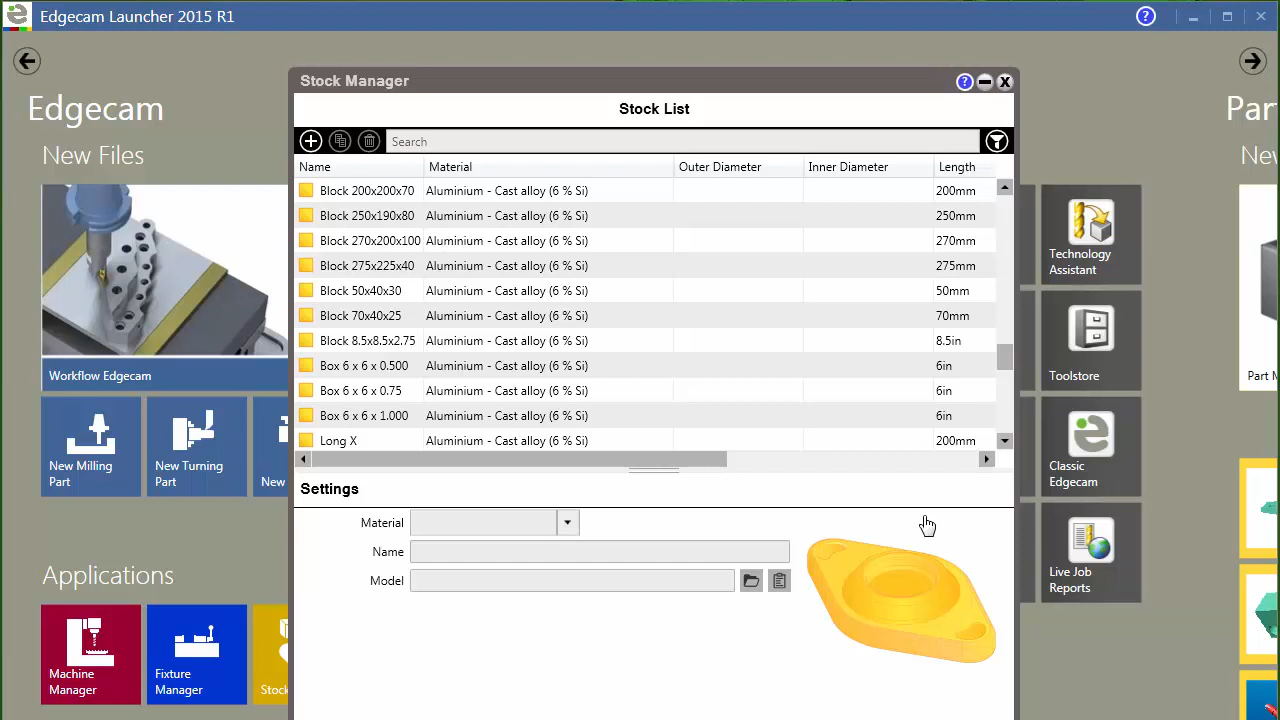 Edgecam Launcher 2015 R1
Edgecam
New Files
Workflow Edgecam
New Milling
Part
New Turning
Part
New
Applications
Machine
Manager
Fixture
Manager
Stock
Stock Manager
Stock List
Search
Name Material Outer Diameter Inner Diameter Length
Block 200x200x70 Aluminium - Cast alloy (6 % Si) 200mm
Block 250x190x80 Aluminium - Cast alloy (6 % Si) 250mm
Block 270x200x100 Aluminium - Cast alloy (6 % Si) 270mm
Block 275x225x40 Aluminium - Cast alloy (6 % Si) 275mm
Block 50x40x30 Aluminium - Cast alloy (6 % Si) 50mm
Block 70x40x25 Aluminium - Cast alloy (6 % Si) 70mm
Block 8.5x8.5x2.75 Aluminium - Cast alloy (6 % Si) 8.5in
Box 6 x 6 x 0.500 Aluminium - Cast alloy (6 % Si) 6in
Box 6 x 6 x 0.75 Aluminium - Cast alloy (6 % Si) 6in
Box 6 x 6 x 1.000 Aluminium - Cast alloy (6 % Si) 6in
Long X Aluminium - Cast alloy (6 % Si) 200mm
Settings
Material
Name
Model
Technology
Assistant
Toolstore
Classic
Edgecam
Live Job
Reports
Par
Nev
Part M